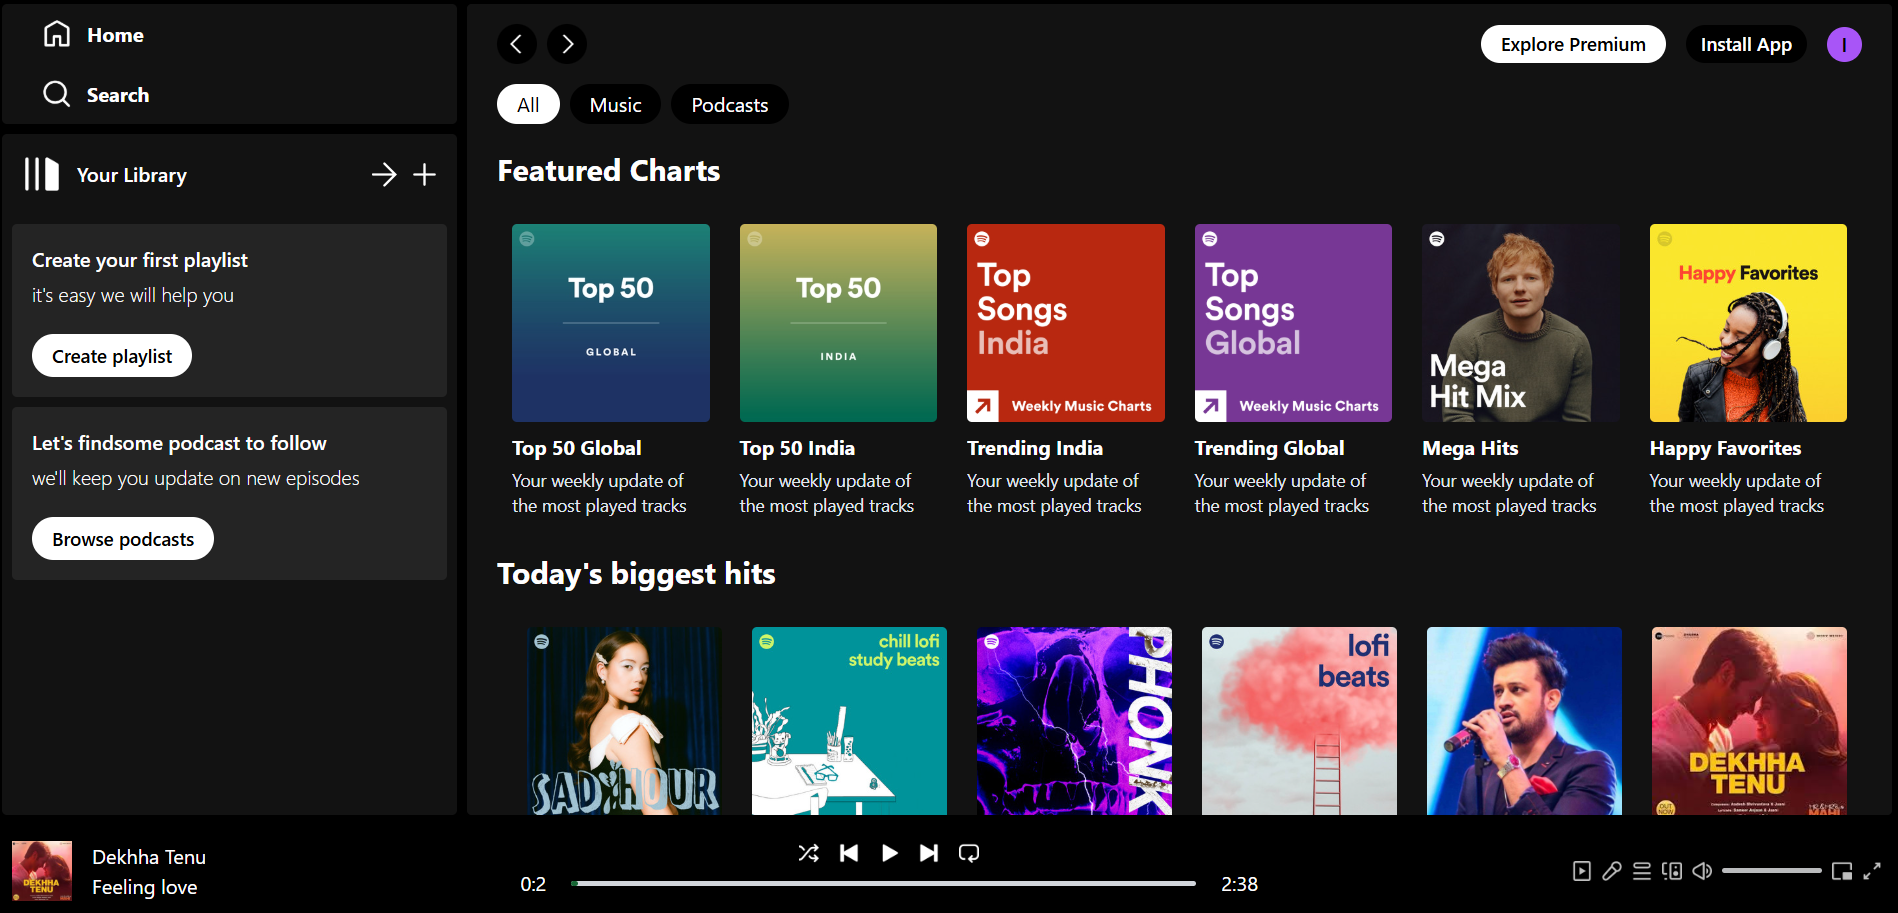 Home
Search
Your Library
Create your first playlist
it's easy we will help you
Create playlist
Let's findsome podcast to follow
we'll keep you update on new episodes
Browse podcasts
Explore Premium
Install App
I
All
Music
Podcasts
Featured Charts
Top 50
GLOBAL
Top 50 Global
Your weekly update of
the most played tracks
Top 50
INDIA
Top 50 India
Your weekly update of
the most played tracks
Top
Songs
India
Weekly Music Charts
Trending India
Your weekly update of
the most played tracks
Top
Songs
Global
Weekly Music Charts
Trending Global
Your weekly update of
the most played tracks
Mega
Hit Mix
Mega Hits
Your weekly update of
the most played tracks
Happy Favorites
Happy Favorites
Your weekly update of
the most played tracks
Today's biggest hits
SAD HOUR
chill lofi
study beats
PHONK
lofi
beats
DEKHHA
TENU
OUT
NOW
DEKHHA
TENU
Dekhha Tenu
Feeling love
0:2
2:38